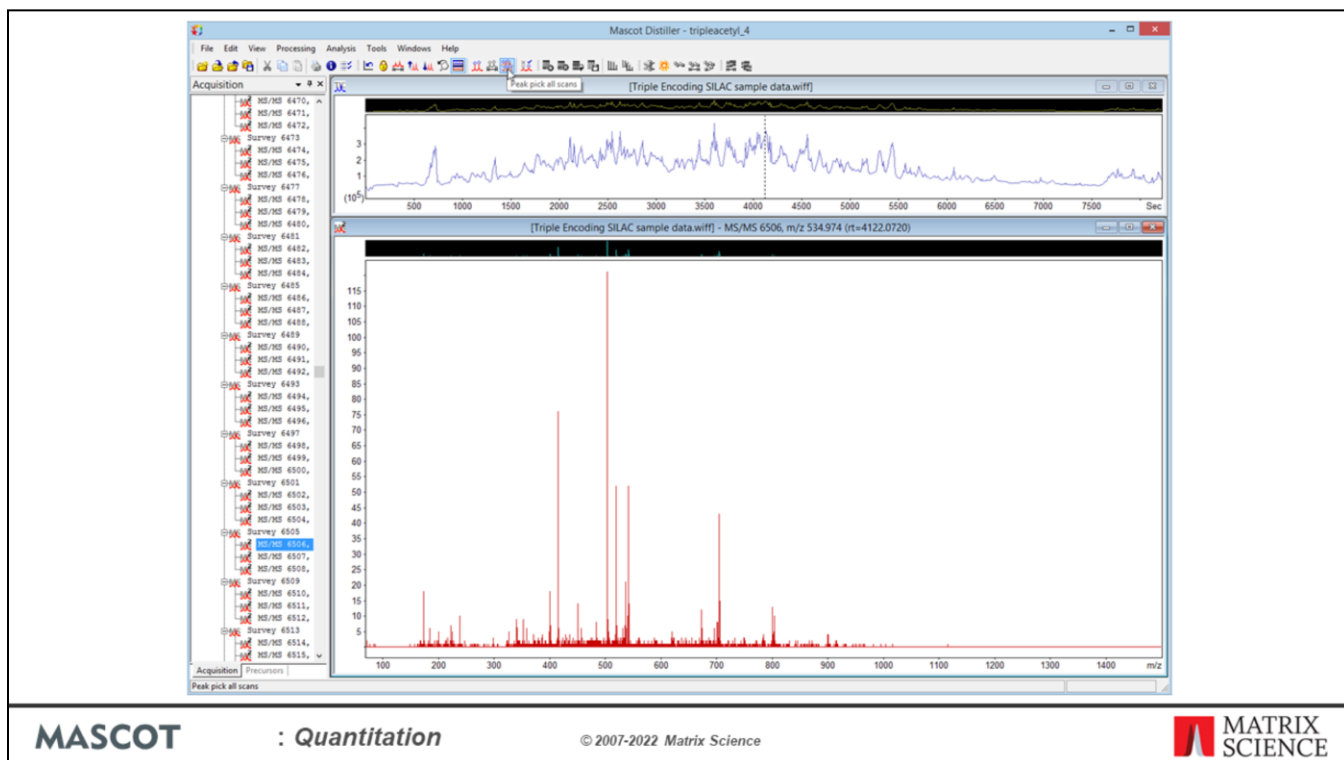 Mascot Distiller - tripleacetyl_4
File Edit View Processing Analysis Tools Windows Help
Peak pick all scans
Acquisition
MS/MS 6470,
MS/MS 6471,
MS/MS 6472,
Survey 6473
MS/MS 6474,
MS/MS 6475,
MS/MS 6476,
Survey 6477
MS/MS 6478,
MS/MS 6479,
MS/MS 6480,
Survey 6481
MS/MS 6482,
MS/MS 6483,
MS/MS 6484,
Survey 6485
MS/MS 6486,
MS/MS 6487,
MS/MS 6488,
Survey 6489
MS/MS 6490,
MS/MS 6491,
MS/MS 6492,
Survey 6493
MS/MS 6494,
MS/MS 6495,
MS/MS 6496,
Survey 6497
MS/MS 6498,
MS/MS 6499,
MS/MS 6500,
Survey 6501
MS/MS 6502,
MS/MS 6503,
MS/MS 6504,
Survey 6505
MS/MS 6506,
MS/MS 6507,
MS/MS 6508,
Survey 6509
MS/MS 6510,
MS/MS 6511,
MS/MS 6512,
Survey 6513
MS/MS 6514,
MS/MS 6515,
Acquisition Precursors
Peak pick all scans
[Triple Encoding SILAC sample data.wiff]
3
2
1
(10⁵)
500 1000 1500 2000 2500 3000 3500 4000 4500 5000 5500 6000 6500 7000 7500 Sec
[Triple Encoding SILAC sample data.wiff] - MS/MS 6506, m/z 534.974 (rt=4122.0720)
115
110
105
100
95
90
85
80
75
70
65
60
55
50
45
40
35
30
25
20
15
10
5
100 200 300 400 500 600 700 800 900 1000 1100 1200 1300 1400 m/z
MASCOT : Quantitation © 2007-2022 Matrix Science
MATRIX
SCIENCE